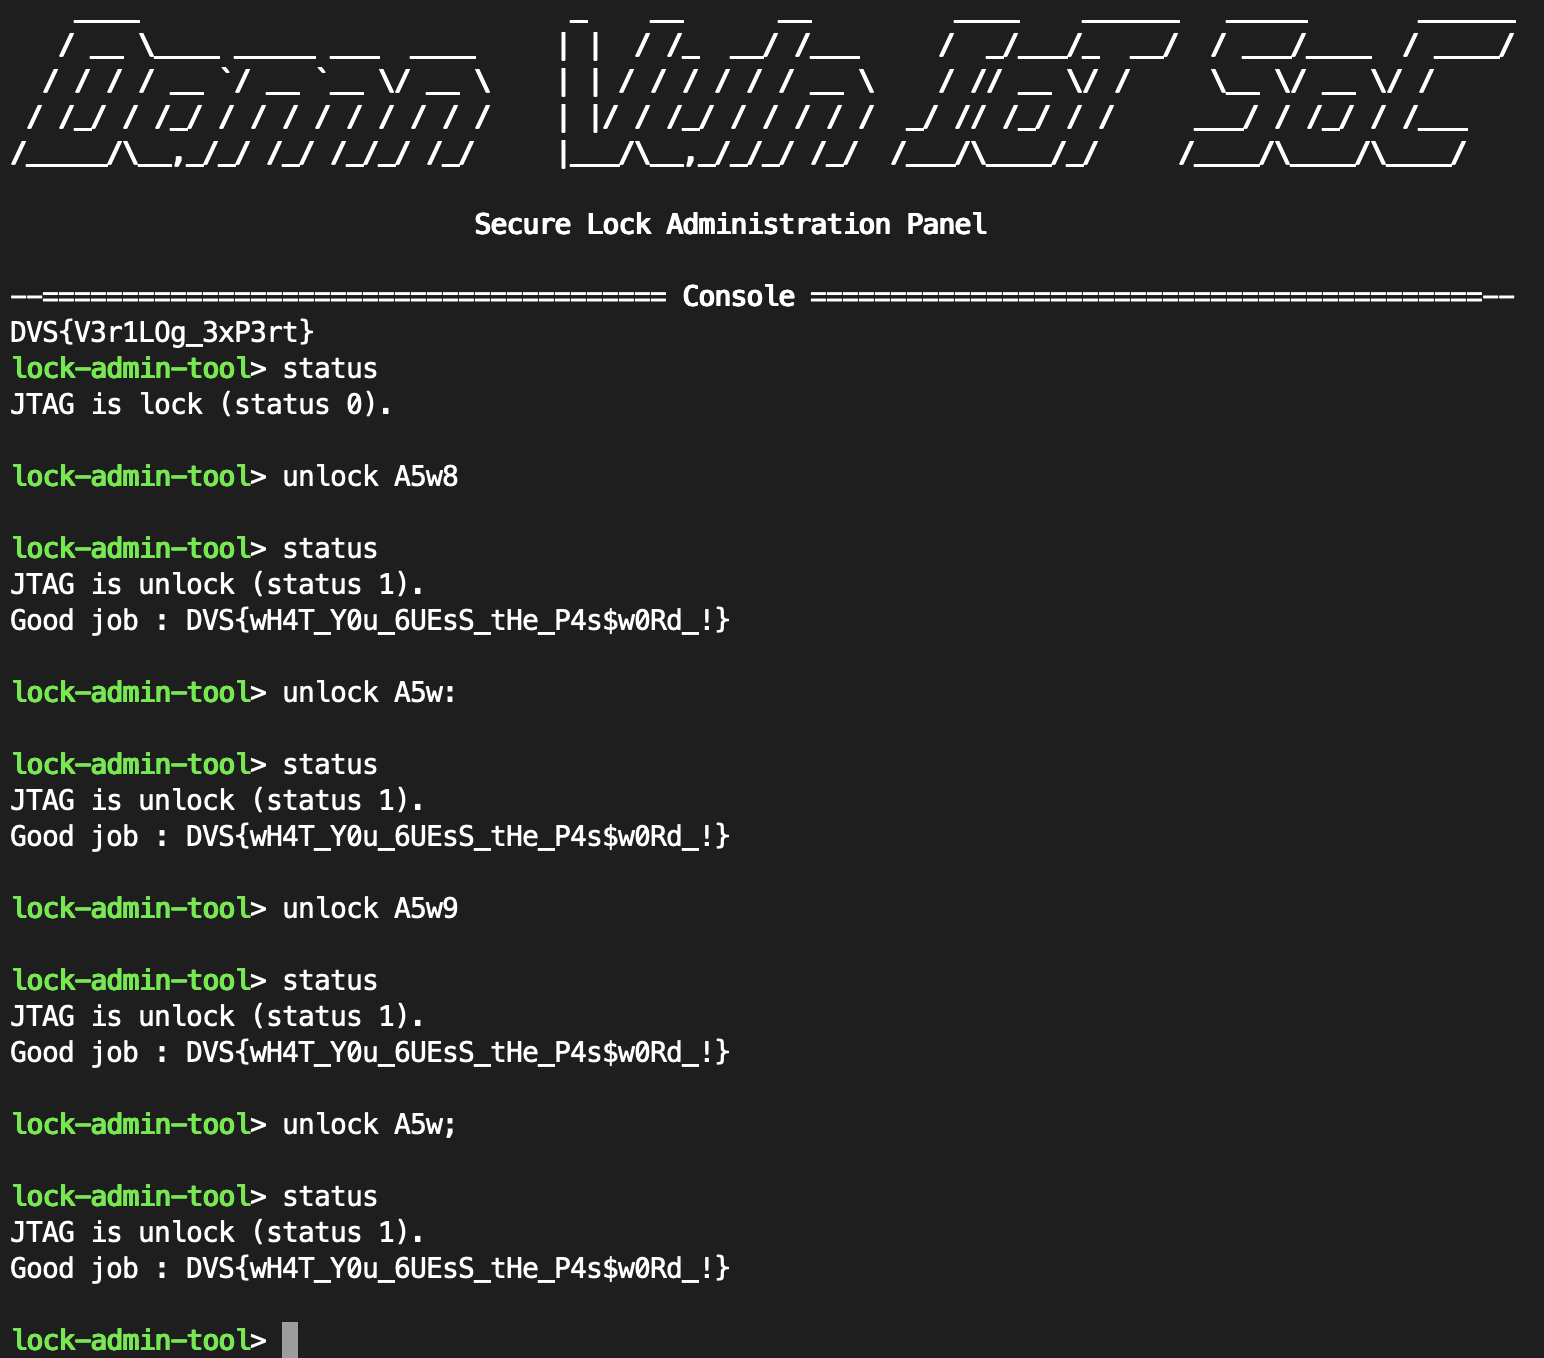 Damn Vuln IoT SoC
Secure Lock Administration Panel
--======================================= Console ==========================================--
DVS{V3r1LOg_3xP3rt}
lock-admin-tool> status
JTAG is lock (status 0).
lock-admin-tool> unlock A5w8
lock-admin-tool> status
JTAG is unlock (status 1).
Good job : DVS{wH4T_Y0u_6UEsS_tHe_P4s$w0Rd_!}
lock-admin-tool> unlock A5w:
lock-admin-tool> status
JTAG is unlock (status 1).
Good job : DVS{wH4T_Y0u_6UEsS_tHe_P4s$w0Rd_!}
lock-admin-tool> unlock A5w9
lock-admin-tool> status
JTAG is unlock (status 1).
Good job : DVS{wH4T_Y0u_6UEsS_tHe_P4s$w0Rd_!}
lock-admin-tool> unlock A5w;
lock-admin-tool> status
JTAG is unlock (status 1).
Good job : DVS{wH4T_Y0u_6UEsS_tHe_P4s$w0Rd_!}
lock-admin-tool>